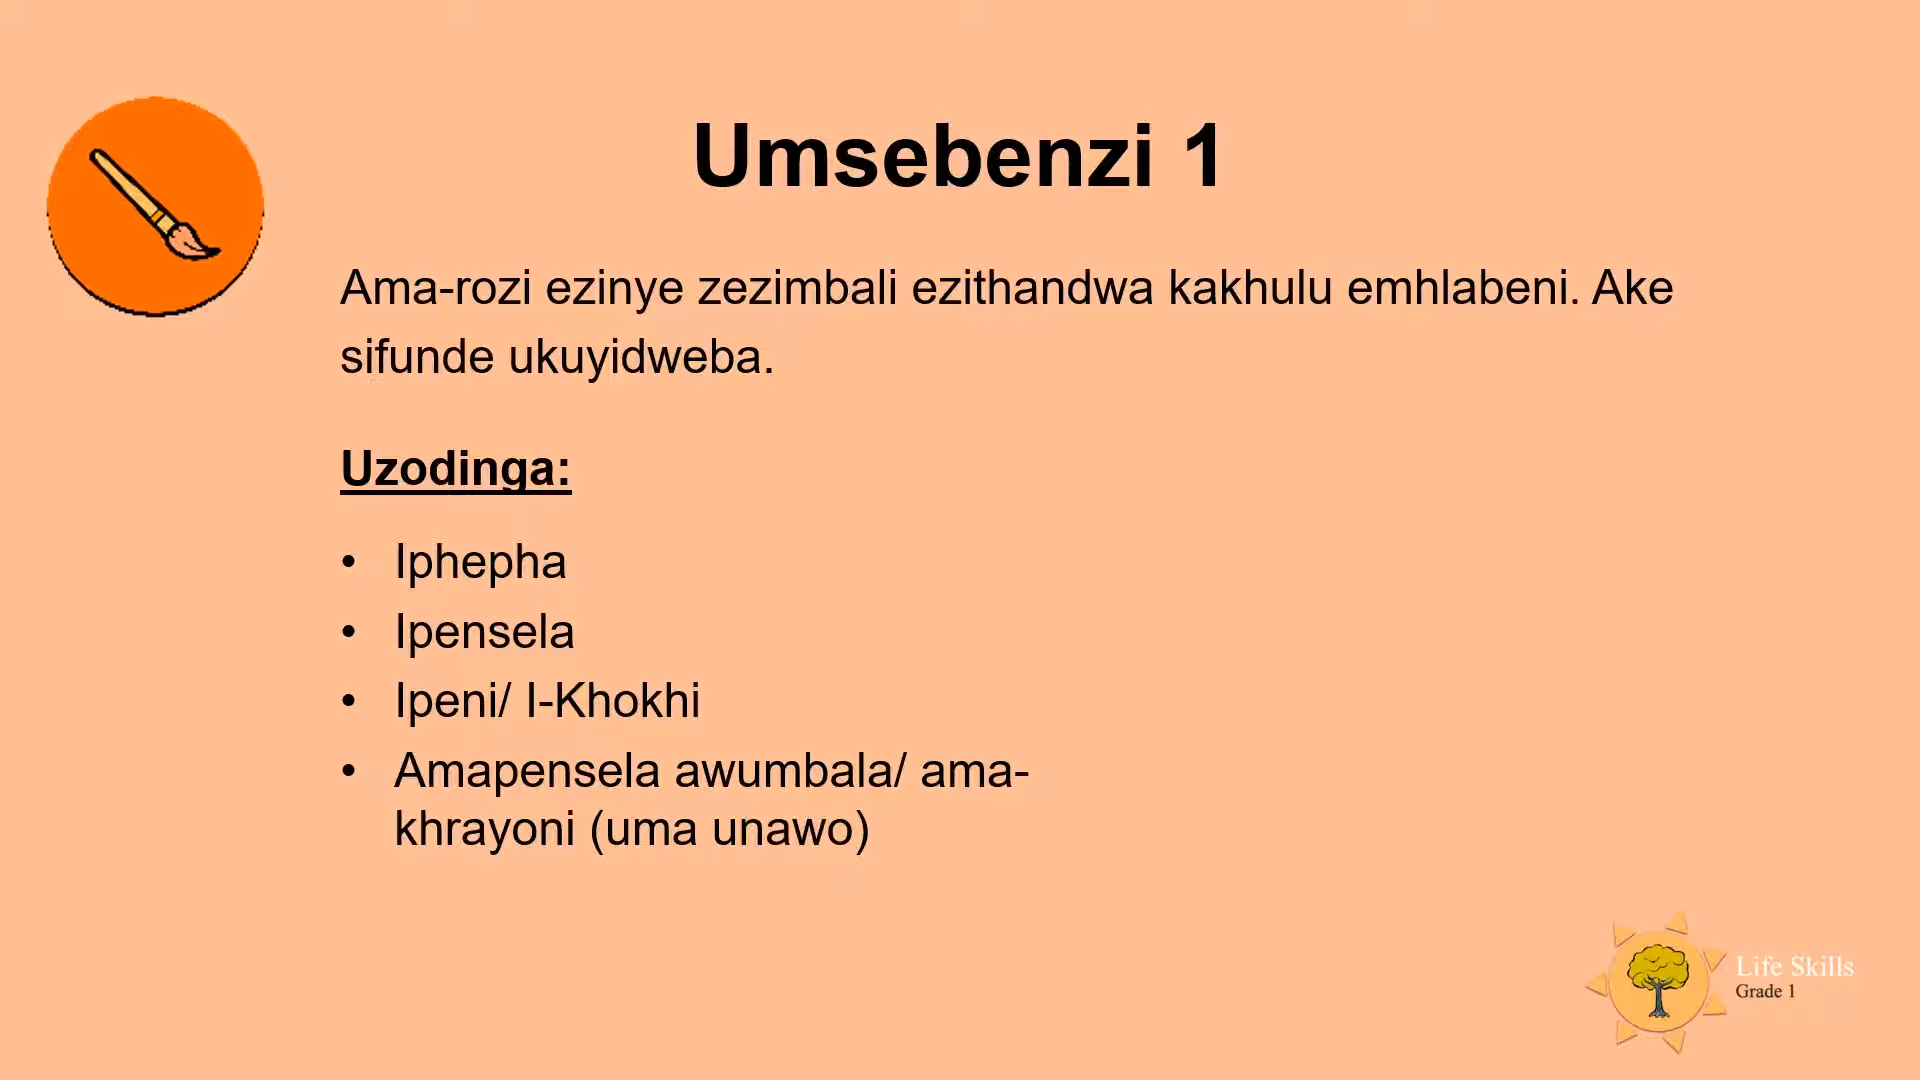 Umsebenzi 1
Ama-rozi ezinye zezimbali ezithandwa kakhulu emhlabeni. Ake
sifunde ukuyidweba.
Uzodinga:
• Iphepha
• Ipensela
• Ipeni/ I-Khokhi
• Amapensela awumbala/ ama-
khrayoni (uma unawo)
Life Skills
Grade 1